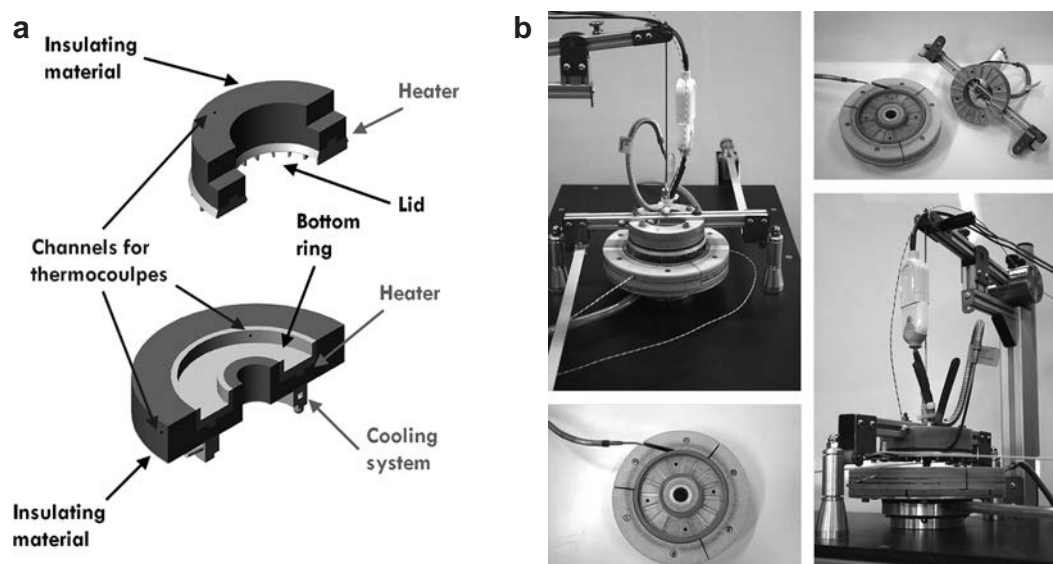 a
Insulating
material
Heater
Lid
Bottom
ring
Channels for
thermocoulpes
Heater
Cooling
system
Insulating
material
b